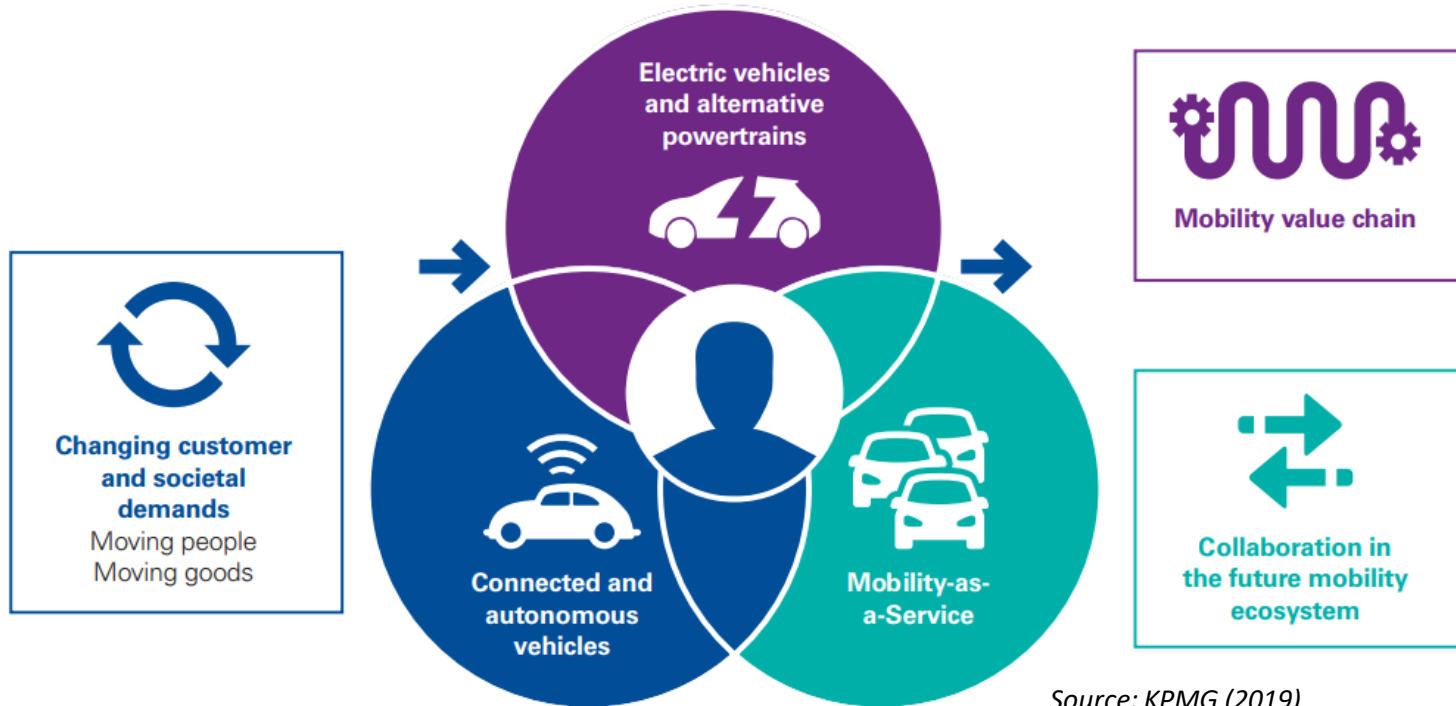 Electric vehicles
and alternative
powertrains
Mobility value chain
Changing customer
and societal
demands
Moving people
Moving goods
Connected and
autonomous
vehicles
Mobility-as-
a-Service
Collaboration in
the future mobility
ecosystem
Source: KPMG (2019)